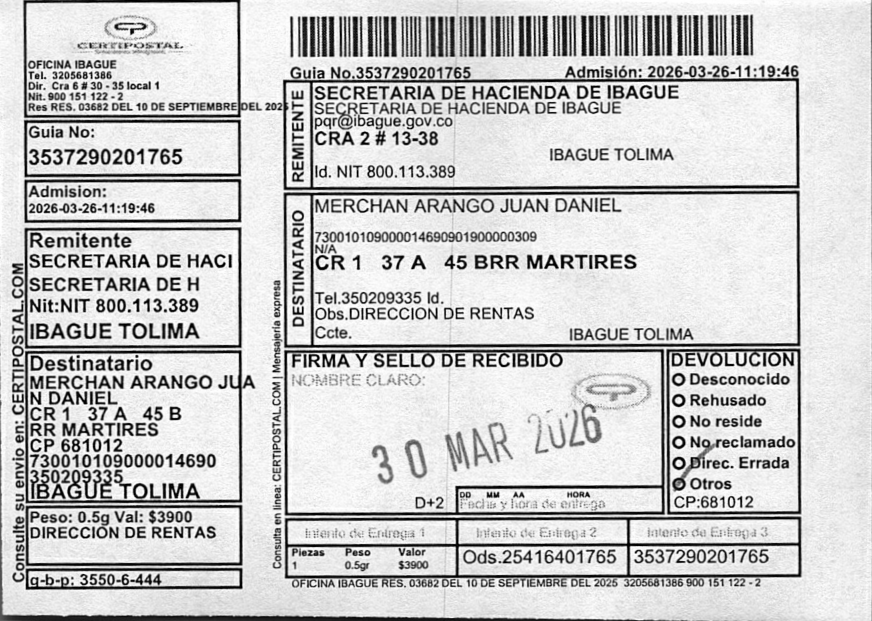 CERTIPOSTAL
OFICINA IBAGUE
Tel. 3205681386
Dir. Cra 6 # 30 - 35 local 1
Nit. 900 151 122 - 2
Res RES. 03682 DEL 10 DE SEPTIEMBRE DEL 2025
Guia No:
3537290201765
Admision:
2026-03-26-11:19:46
Remitente
SECRETARIA DE HACI
SECRETARIA DE H
Nit:NIT 800.113.389
IBAGUE TOLIMA
Destinatario
MERCHAN ARANGO JUA
N DANIEL
CR 1 37 A 45 B
RR MARTIRES
CP 681012
730010109000014690
350209335
IBAGUE TOLIMA
Peso: 0.5g Val: $3900
DIRECCION DE RENTAS
g-b-p: 3550-6-444
Consulte su envio en: CERTIPOSTAL.COM
Guia No.3537290201765 Admisión: 2026-03-26-11:19:46
REMITENTE
SECRETARIA DE HACIENDA DE IBAGUE
SECRETARIA DE HACIENDA DE IBAGUE
pqr@ibague.gov.co
CRA 2 # 13-38
IBAGUE TOLIMA
Id. NIT 800.113.389
DESTINATARIO
MERCHAN ARANGO JUAN DANIEL
730010109000014690901900000309
N/A
CR 1 37 A 45 BRR MARTIRES
Tel.350209335 Id.
Obs.DIRECCION DE RENTAS
Ccte. IBAGUE TOLIMA
Consulta en linea: CERTIPOSTAL.COM | Mensajería expresa
FIRMA Y SELLO DE RECIBIDO
NOMBRE CLARO:
30 MAR 2026
D+2
DD MM AA HORA
Fecha y hora de entrega
DEVOLUCION
Desconocido
Rehusado
No reside
No reclamado
Direc. Errada
Otros
CP:681012
Intento de Entrega 1 Intento de Entrega 2 Intento de Entrega 3
Piezas Peso Valor
1 0.5gr $3900
Ods.25416401765 3537290201765
OFICINA IBAGUE RES. 03682 DEL 10 DE SEPTIEMBRE DEL 2025 3205681386 900 151 122 - 2